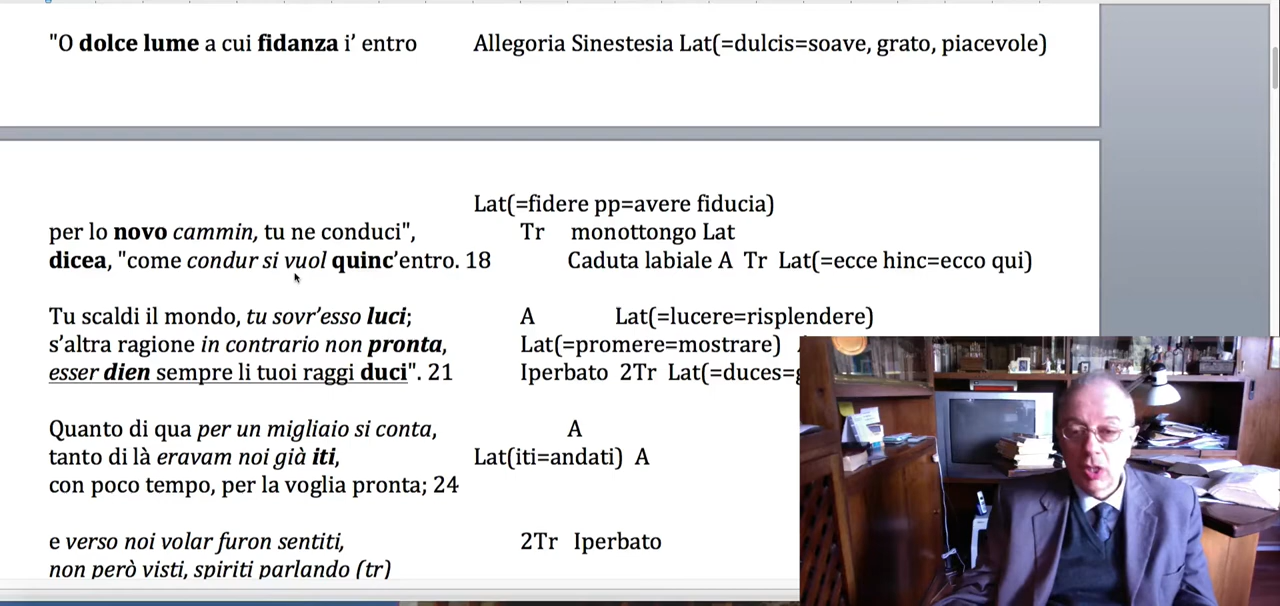 "O dolce lume a cui fidanza i’ entro Allegoria Sinestesia Lat(=dulcis=soave, grato, piacevole)
Lat(=fidere pp=avere fiducia)
per lo novo cammin, tu ne conduci", Tr monottongo Lat
dicea, "come condur si vuol quinc’entro. 18 Caduta labiale A Tr Lat(=ecce hinc=ecco qui)
Tu scaldi il mondo, tu sovr’esso luci; A Lat(=lucere=risplendere)
s’altra ragione in contrario non pronta, Lat(=promere=mostrare)
esser dien sempre li tuoi raggi duci". 21 Iperbato 2Tr Lat(=duces=
Quanto di qua per un migliaio si conta, A
tanto di là eravam noi già iti, Lat(iti=andati) A
con poco tempo, per la voglia pronta; 24
e verso noi volar furon sentiti, 2Tr Iperbato
non però visti, spiriti parlando (tr)